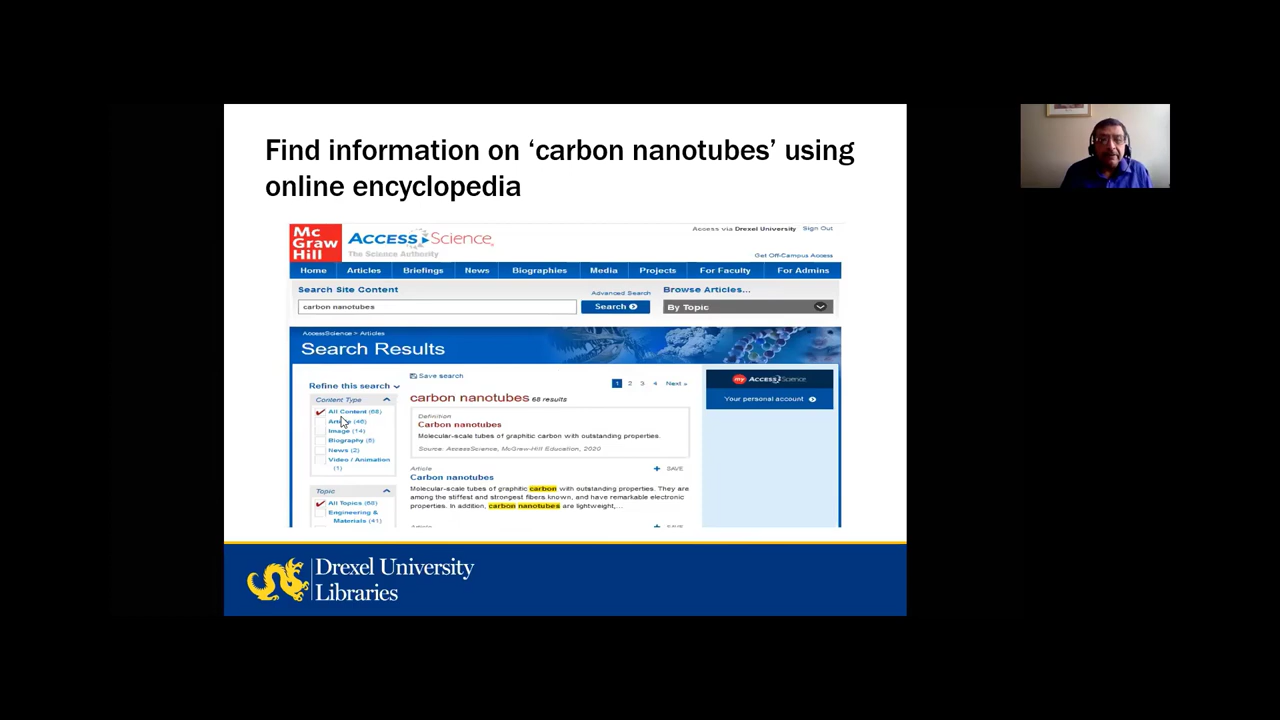 Find information on ‘carbon nanotubes’ using
online encyclopedia
Mc
Graw
Hill
ACCESS Science
The Science Authority
Access via Drexel University Sign Out
Get Off-Campus Access
Home Articles Briefings News Biographies Media Projects For Faculty For Admins
Search Site Content
Advanced Search
Browse Articles...
carbon nanotubes
Search
By Topic
AccessScience > Articles
Search Results
Refine this search
Content Type
All Content (68)
Article (46)
Image (14)
Biography (5)
News (2)
Video / Animation
(1)
Topic
All Topics (68)
Engineering &
Materials (41)
Save search
1 2 3 4 Next »
carbon nanotubes 68 results
Definition
Carbon nanotubes
Molecular-scale tubes of graphitic carbon with outstanding properties.
Source: AccessScience, McGraw-Hill Education, 2020
Article
+ SAVE
Carbon nanotubes
Molecular-scale tubes of graphitic carbon with outstanding properties. They are
among the stiffest and strongest fibers known, and have remarkable electronic
properties. In addition, carbon nanotubes are lightweight,...
my ACCESS Science
Your personal account
Drexel University
Libraries